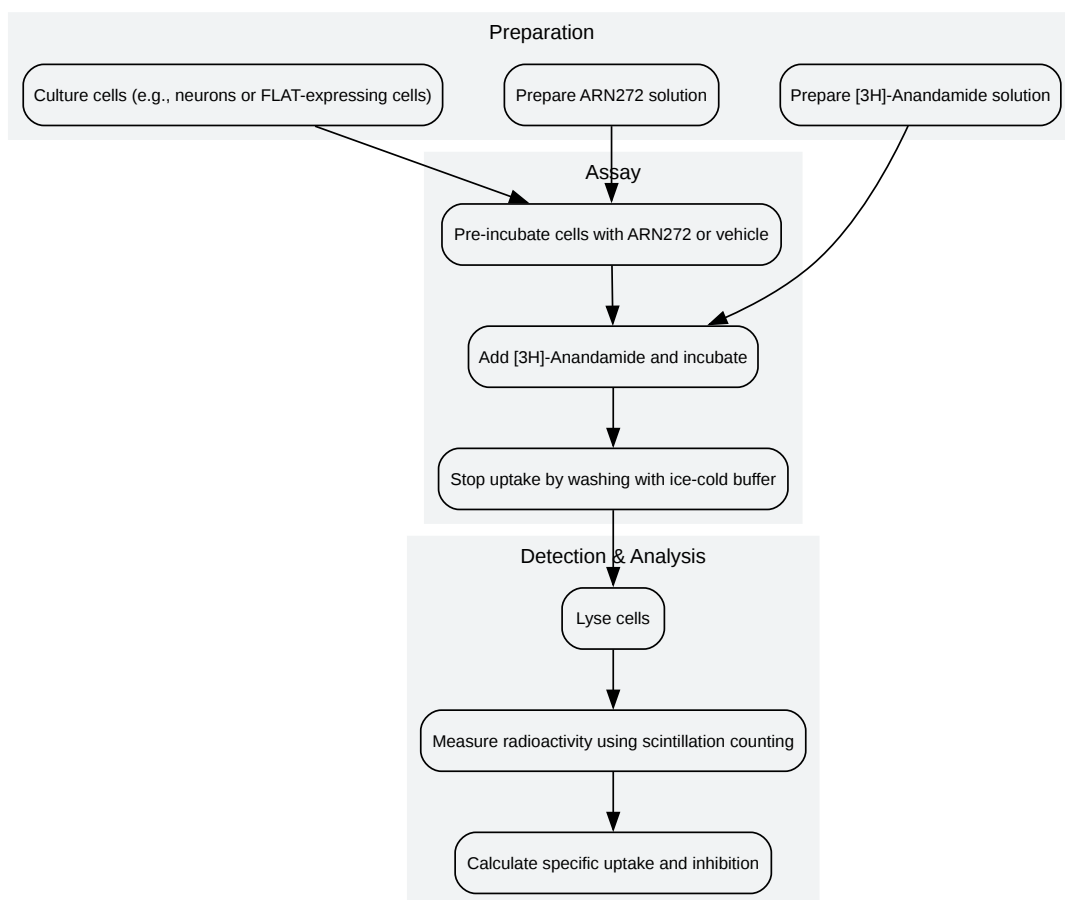 Preparation
Culture cells (e.g., neurons or FLAT-expressing cells)
Prepare ARN272 solution
Prepare [3H]-Anandamide solution
Assay
Pre-incubate cells with ARN272 or vehicle
Add [3H]-Anandamide and incubate
Stop uptake by washing with ice-cold buffer
Detection & Analysis
Lyse cells
Measure radioactivity using scintillation counting
Calculate specific uptake and inhibition